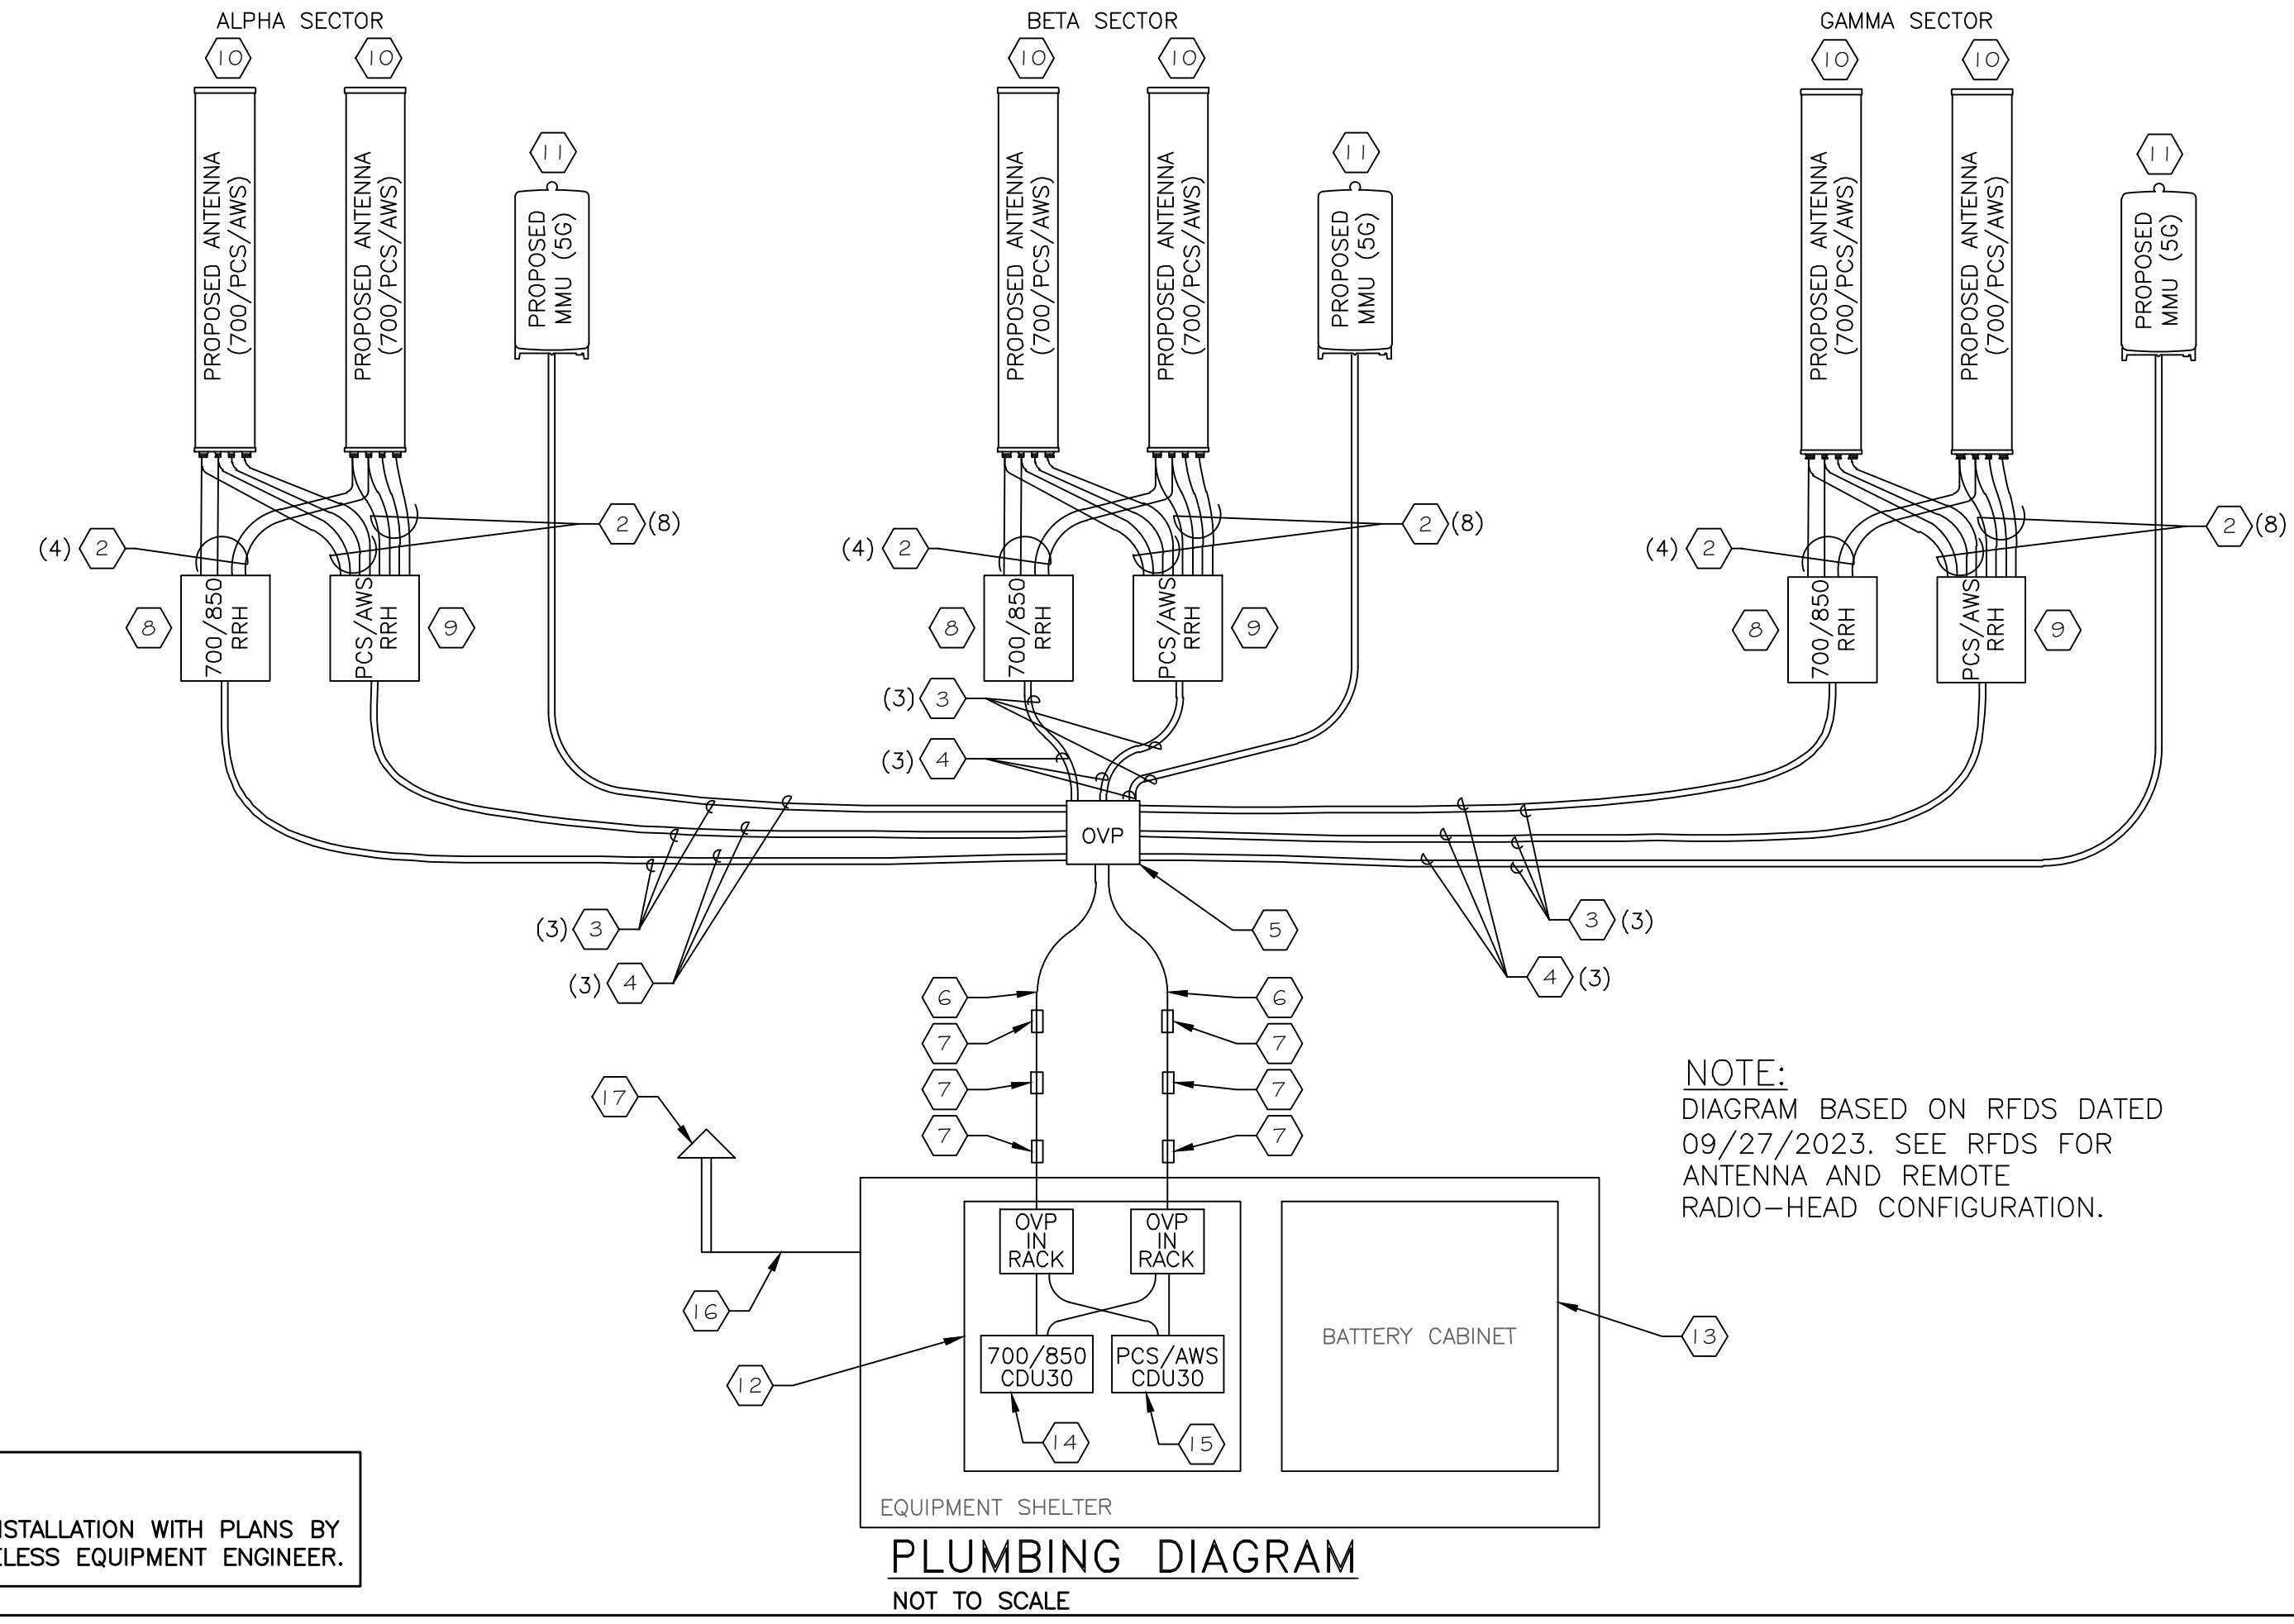 ALPHA SECTOR
BETA SECTOR
GAMMA SECTOR
10
10
10
10
10
10
11
11
11
PROPOSED ANTENNA
(700/PCS/AWS)
PROPOSED ANTENNA
(700/PCS/AWS)
PROPOSED
MMU (5G)
PROPOSED ANTENNA
(700/PCS/AWS)
PROPOSED ANTENNA
(700/PCS/AWS)
PROPOSED
MMU (5G)
PROPOSED ANTENNA
(700/PCS/AWS)
PROPOSED ANTENNA
(700/PCS/AWS)
PROPOSED
MMU (5G)
(4) 2
2 (8)
(4) 2
2 (8)
(4) 2
2 (8)
8
700/850
RRH
PCS/AWS
RRH
9
8
700/850
RRH
PCS/AWS
RRH
9
8
700/850
RRH
PCS/AWS
RRH
9
(3) 3
(3) 4
OVP
(3) 3
(3) 4
3 (3)
4 (3)
5
6
6
7
7
7
7
7
7
17
16
NOTE:
DIAGRAM BASED ON RFDS DATED
09/27/2023. SEE RFDS FOR
ANTENNA AND REMOTE
RADIO-HEAD CONFIGURATION.
OVP
IN
RACK
OVP
IN
RACK
700/850
CDU30
PCS/AWS
CDU30
BATTERY CABINET
12
13
14
15
EQUIPMENT SHELTER
PLUMBING DIAGRAM
NOT TO SCALE
WITH PLANS BY
EQUIPMENT ENGINEER.